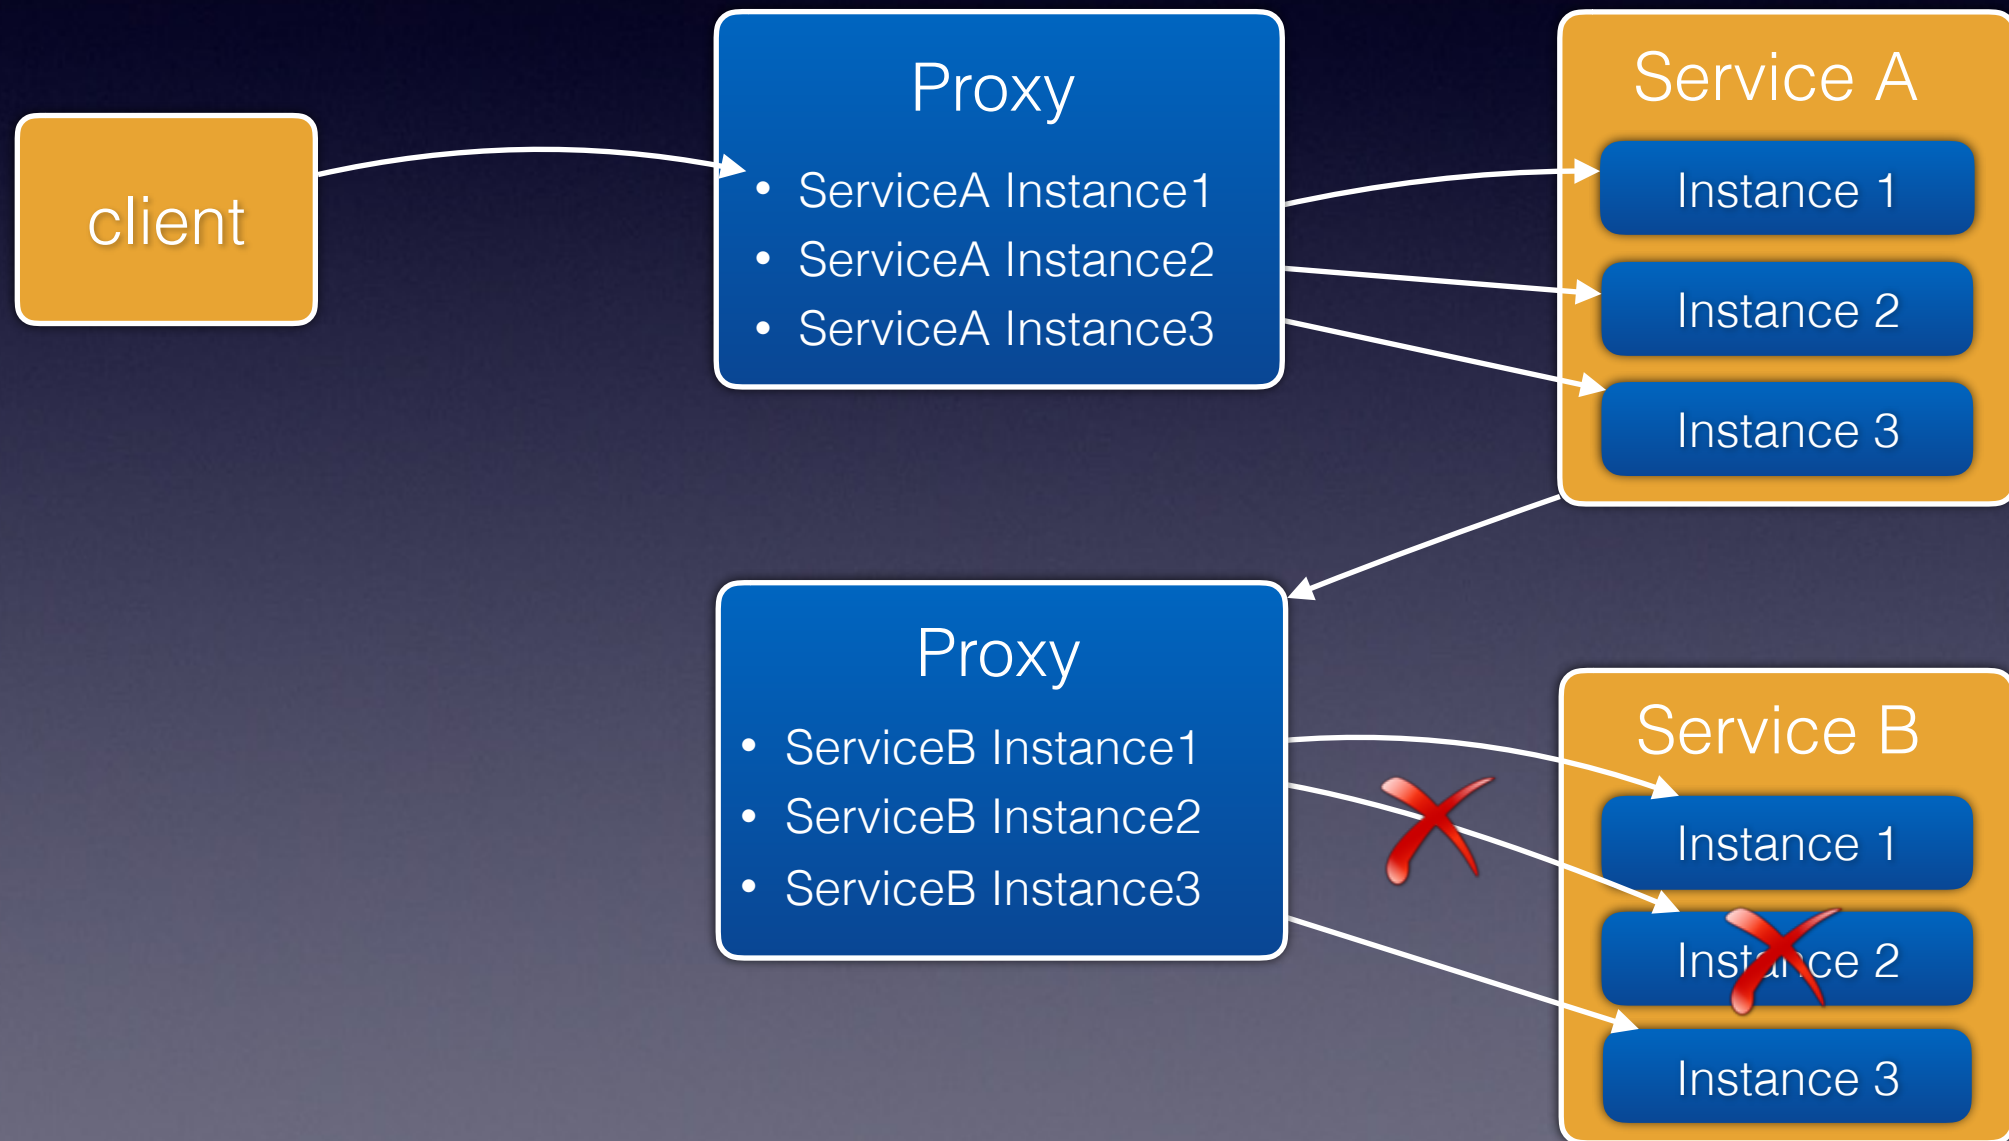 client
Proxy
• ServiceA Instance1
• ServiceA Instance2
• ServiceA Instance3
Service A
Instance 1
Instance 2
Instance 3
Proxy
• ServiceB Instance1
• ServiceB Instance2
• ServiceB Instance3
Service B
Instance 1
Instance 2
Instance 3